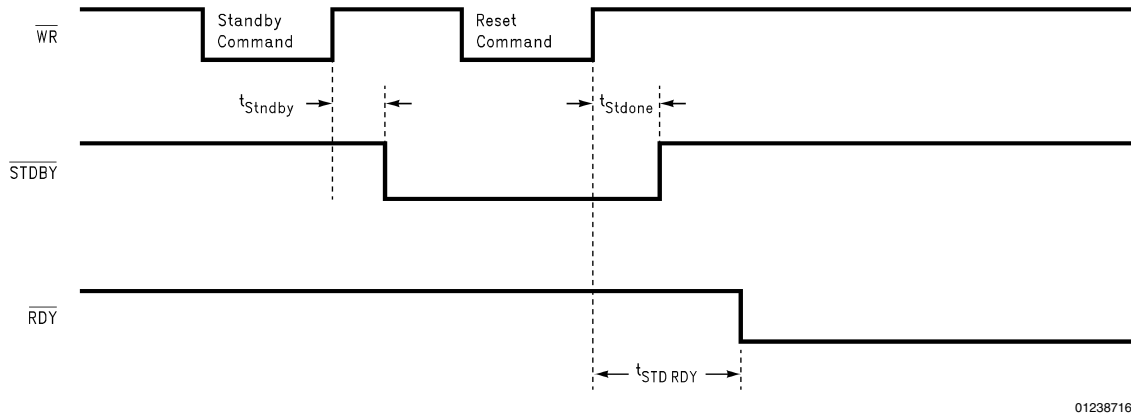 WR
Standby
Command
Reset
Command
tStndby
tStdone
STDBY
RDY
tSTD RDY
01238716